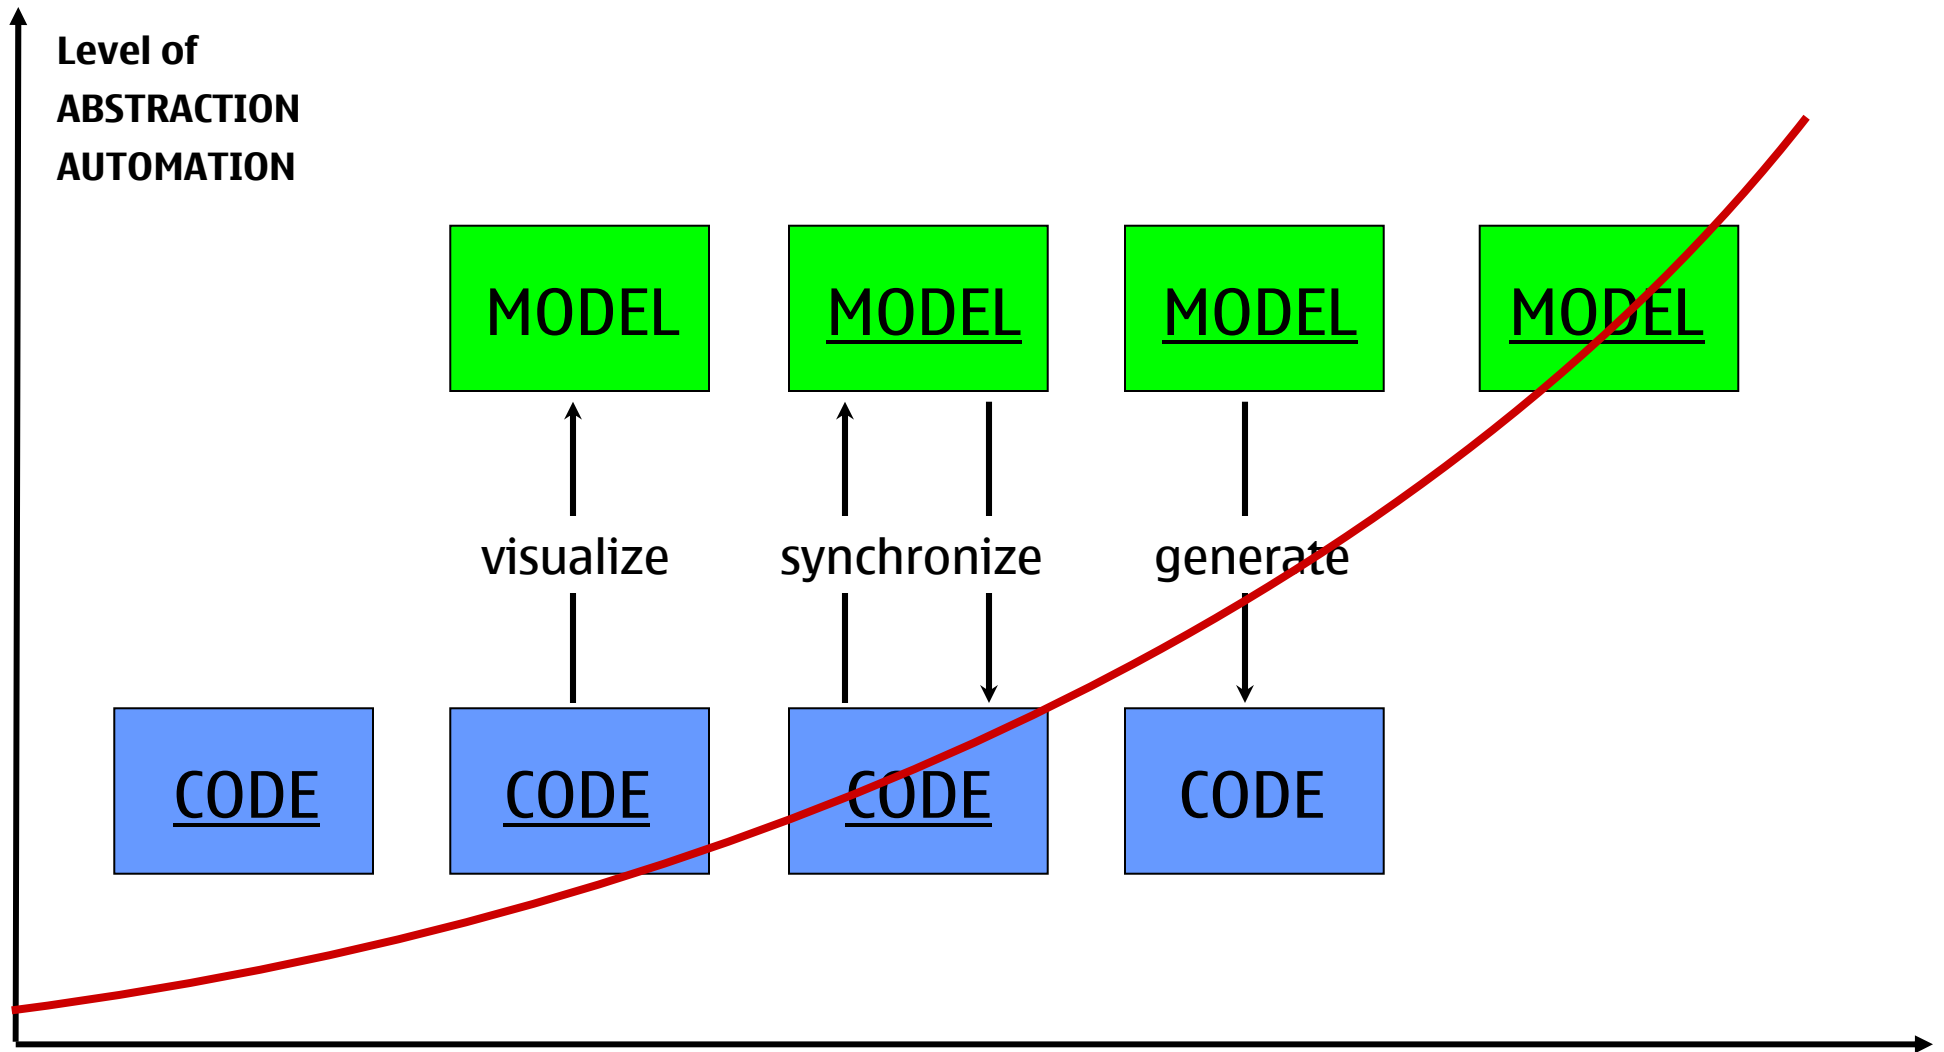 Level of
ABSTRACTION
AUTOMATION
MODEL MODEL MODEL MODEL
visualize synchronize generate
CODE CODE CODE CODE